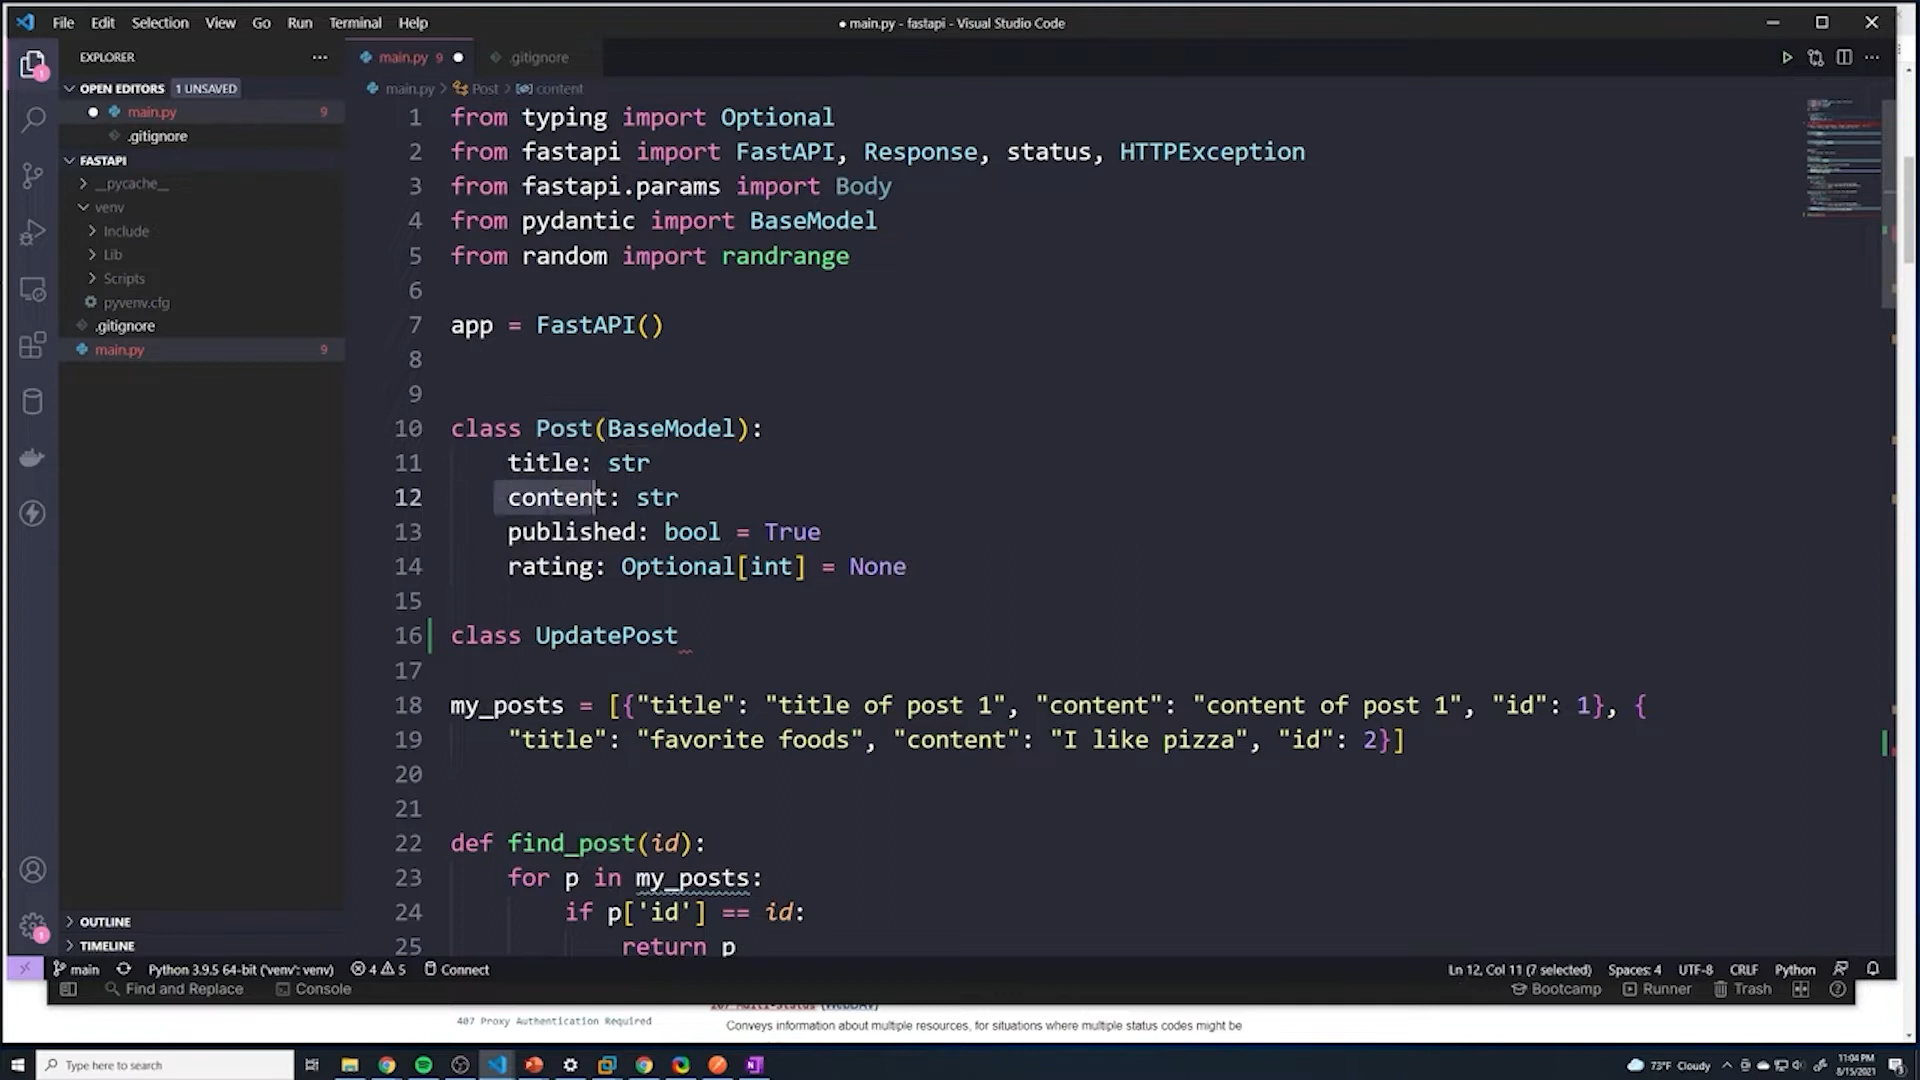 File Edit Selection View Go Run Terminal Help
● main.py - fastapi - Visual Studio Code
EXPLORER
main.py 9
.gitignore
OPEN EDITORS 1 UNSAVED
main.py > Post > content
main.py 9
.gitignore
FASTAPI
__pycache__
venv
Include
Lib
Scripts
pyvenv.cfg
.gitignore
main.py 9
1 from typing import Optional
2 from fastapi import FastAPI, Response, status, HTTPException
3 from fastapi.params import Body
4 from pydantic import BaseModel
5 from random import randrange
6
7 app = FastAPI()
8
9
10 class Post(BaseModel):
11 title: str
12 content: str
13 published: bool = True
14 rating: Optional[int] = None
15
16 class UpdatePost
17
18 my_posts = [{"title": "title of post 1", "content": "content of post 1", "id": 1}, {
19 "title": "favorite foods", "content": "I like pizza", "id": 2}]
20
21
22 def find_post(id):
23 for p in my_posts:
24 if p['id'] == id:
25 return p
OUTLINE
TIMELINE
main Python 3.9.5 64-bit ('venv': venv) 4 5 Connect
Ln 12, Col 11 (7 selected) Spaces: 4 UTF-8 CRLF Python
Find and Replace Console
Bootcamp Runner Trash
407 Proxy Authentication Required
Conveys information about multiple resources, for situations where multiple status codes might be
Type here to search
73°F Cloudy
11:04 PM
8/15/2021